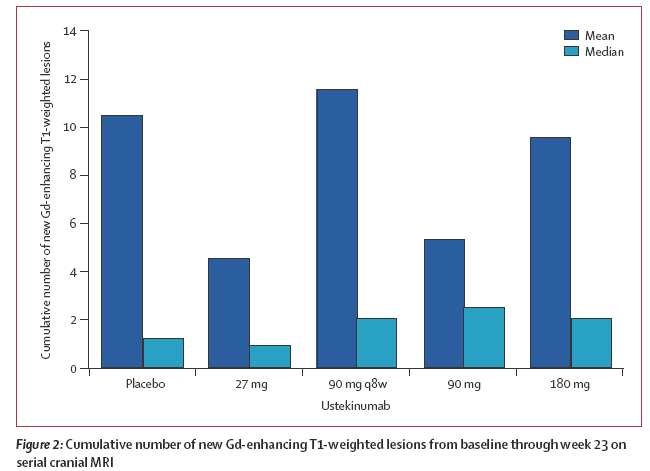 Cumulative number of new Gd-enhancing T1-weighted lesions
14
12
10
8
6
4
2
0
Mean
Median
Placebo
27 mg
90 mg q8w
90 mg
180 mg
Ustekinumab
Figure 2: Cumulative number of new Gd-enhancing T1-weighted lesions from baseline through week 23 on
serial cranial MRI